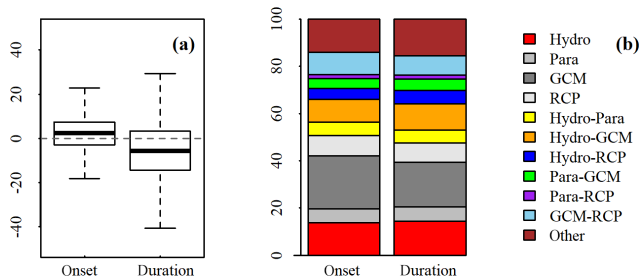 (a)
40
20
0
-20
-40
Onset Duration
100
80
60
40
20
0
Onset Duration
(b)
Hydro
Para
GCM
RCP
Hydro-Para
Hydro-GCM
Hydro-RCP
Para-GCM
Para-RCP
GCM-RCP
Other